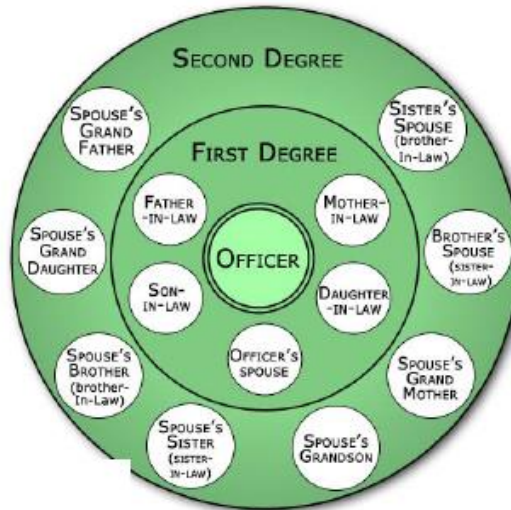 SECOND DEGREE
SPOUSE'S
GRAND
FATHER
SISTER'S
SPOUSE
(brother-
In-Law)
FIRST DEGREE
FATHER
-IN-LAW
MOTHER-
IN-LAW
SPOUSE'S
GRAND
DAUGHTER
OFFICER
BROTHER'S
SPOUSE
(SISTER-
IN-LAW)
SON-
IN-LAW
DAUGHTER
-IN-LAW
SPOUSE'S
BROTHER
(brother-
In-Law)
OFFICER'S
SPOUSE
SPOUSE'S
GRAND
MOTHER
SPOUSE'S
SISTER
(SISTER-
IN-LAW)
SPOUSE'S
GRANDSON